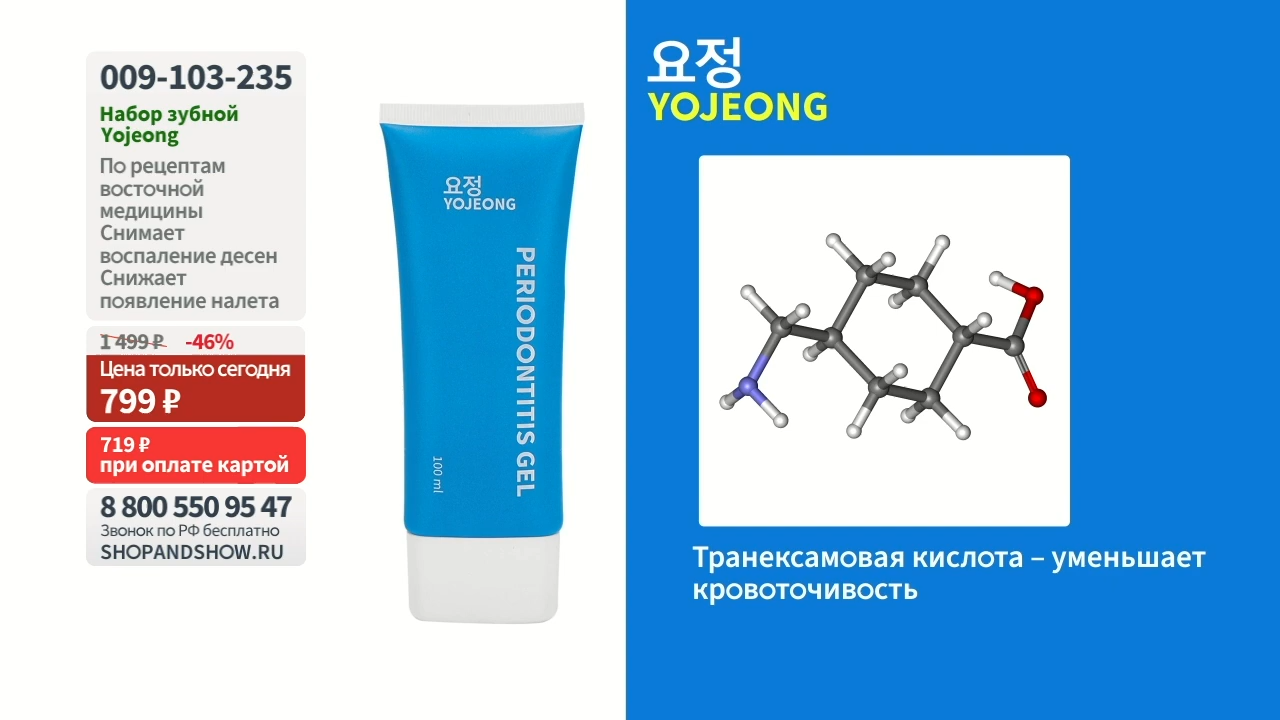 009-103-235
Набор зубной
Yojeong
По рецептам
восточной
медицины
Снимает
воспаление десен
Снижает
появление налета
1 499 ₽ -46%
Цена только сегодня
799 ₽
719 ₽
при оплате картой
8 800 550 95 47
Звонок по РФ бесплатно
SHOPANDSHOW.RU
요정
YOJEONG
PERIODONTITIS GEL
100 ml
요정
YOJEONG
Транексамовая кислота – уменьшает
кровоточивость